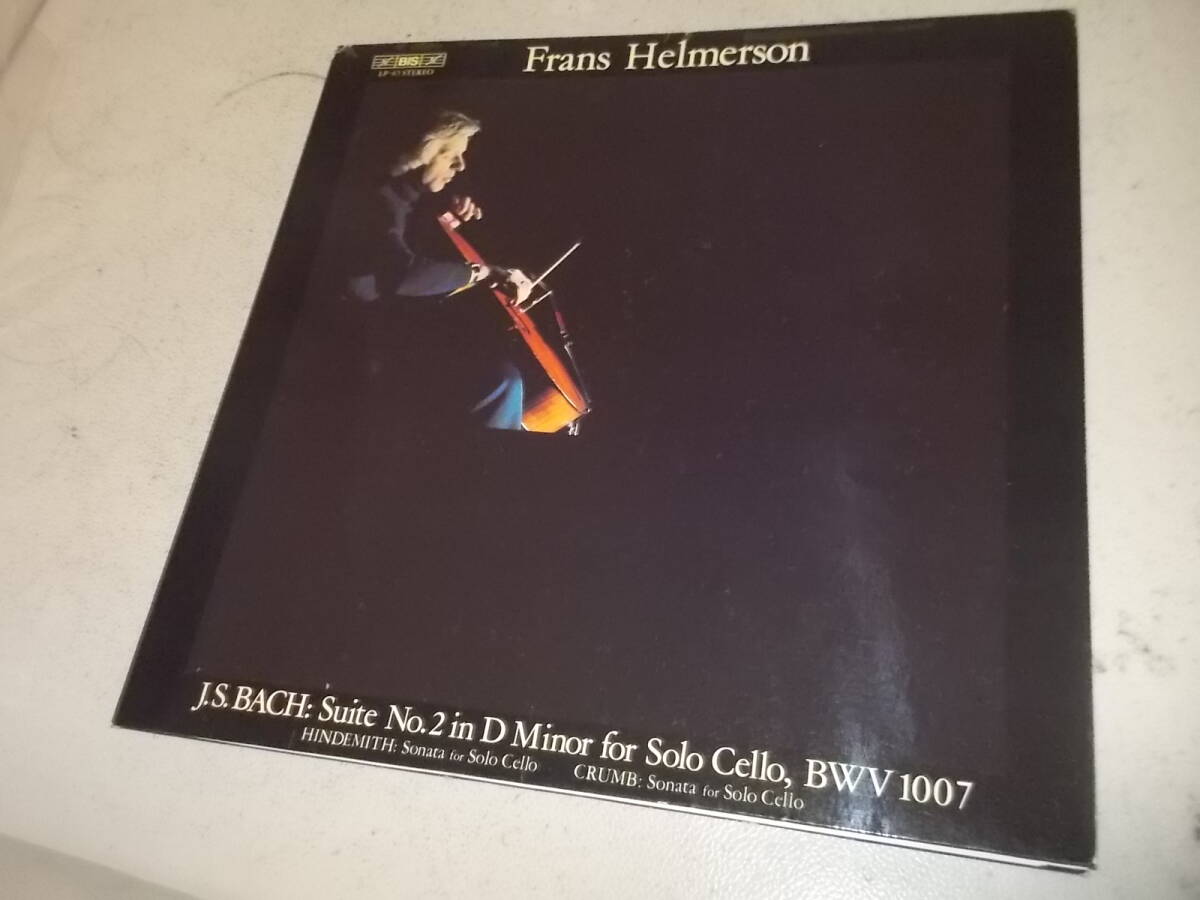 BIS
STEREO
Frans Helmerson
J.S.BACH: Suite No.2 in D Minor for Solo Cello, BWV 1007
HINDEMITH: Sonata for Solo Cello CRUMB: Sonata for Solo Cello